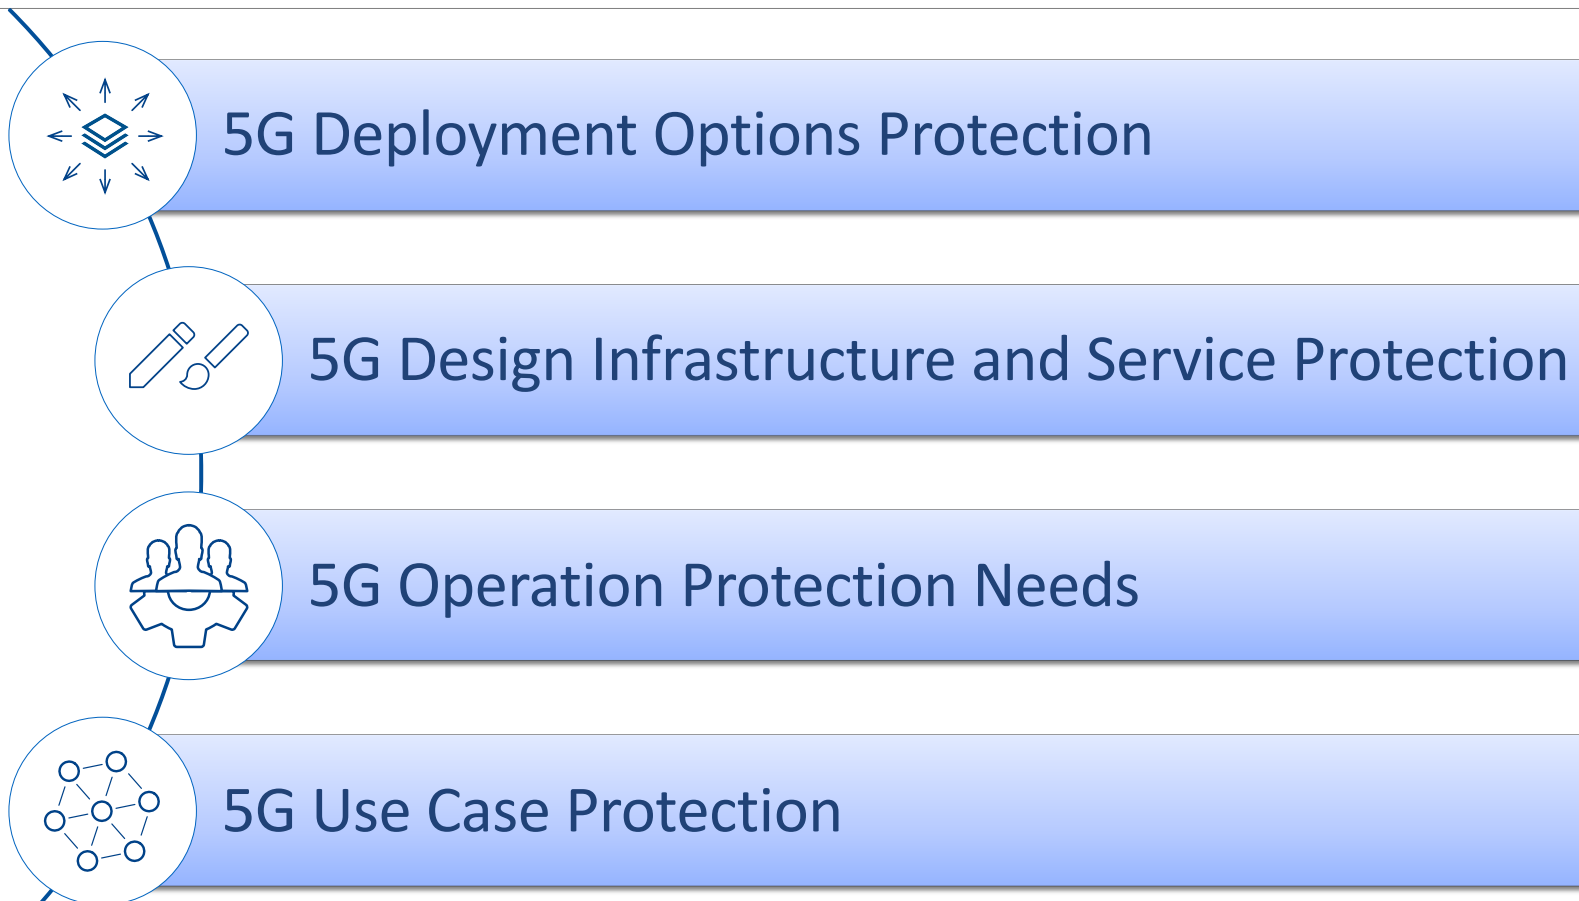 5G Deployment Options Protection
5G Design Infrastructure and Service Protection
5G Operation Protection Needs
5G Use Case Protection